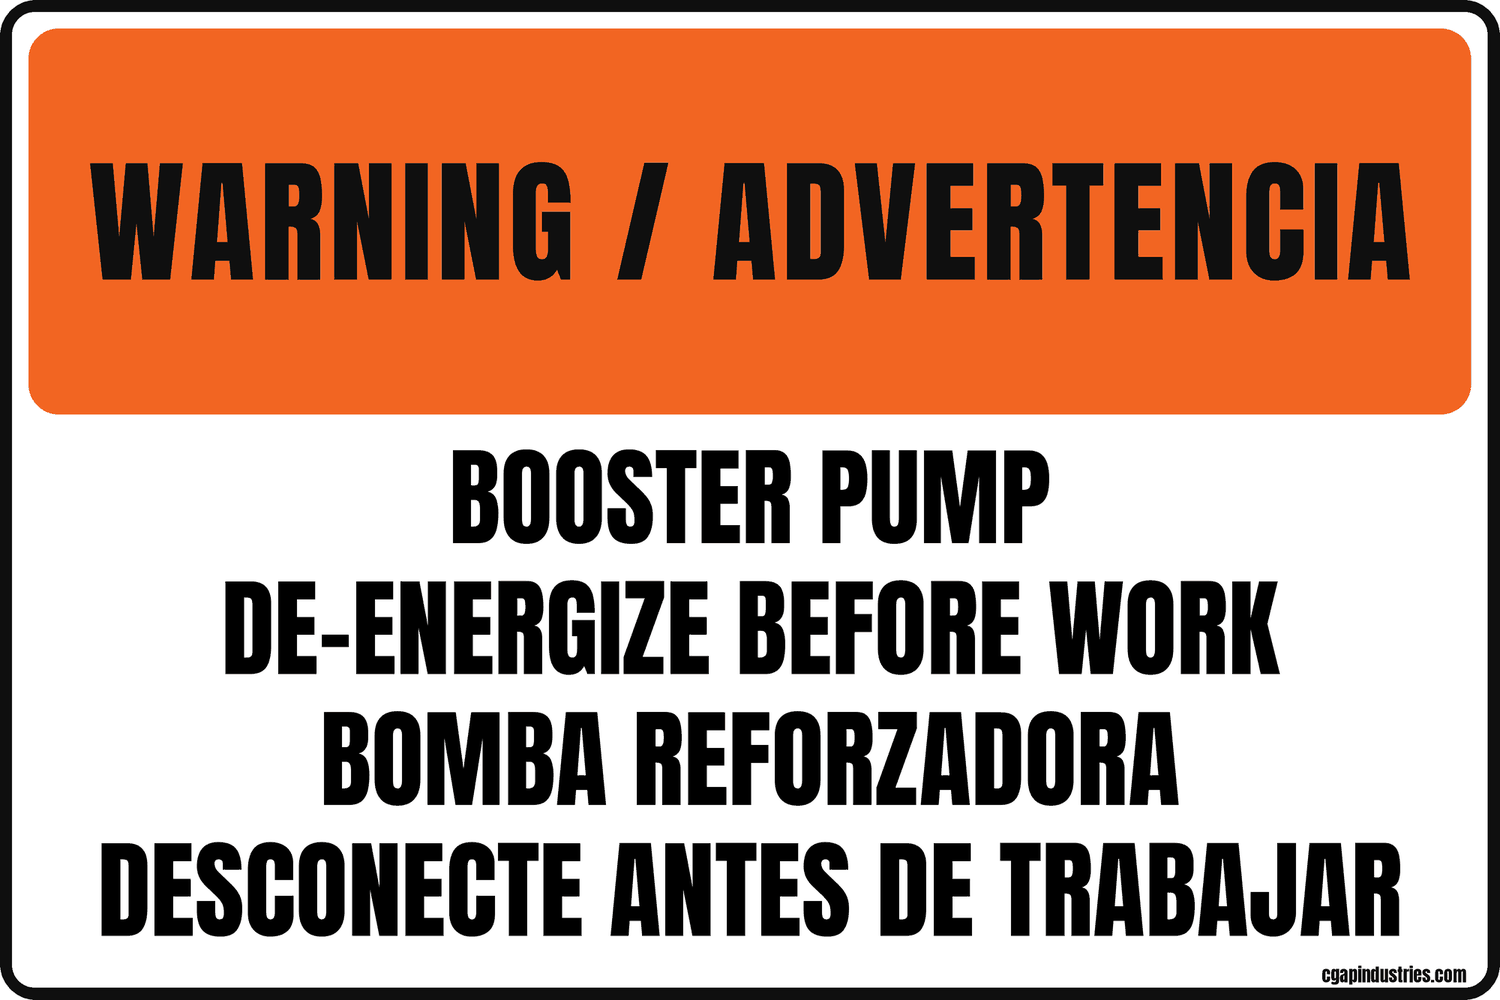 WARNING / ADVERTENCIA
BOOSTER PUMP
DE-ENERGIZE BEFORE WORK
BOMBA REFORZADORA
DESCONECTE ANTES DE TRABAJAR
cgapindustries.com